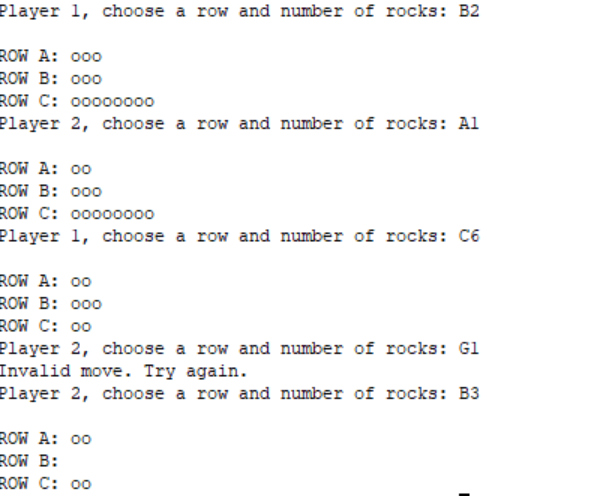 Player 1, choose a row and number of rocks: B2
ROW A: ooo
ROW B: ooo
ROW C: oooooooo
Player 2, choose a row and number of rocks: A1
ROW A: oo
ROW B: ooo
ROW C: oooooooo
Player 1, choose a row and number of rocks: C6
ROW A: oo
ROW B: ooo
ROW C: oo
Player 2, choose a row and number of rocks: G1
Invalid move. Try again.
Player 2, choose a row and number of rocks: B3
ROW A: oo
ROW B:
ROW C: oo